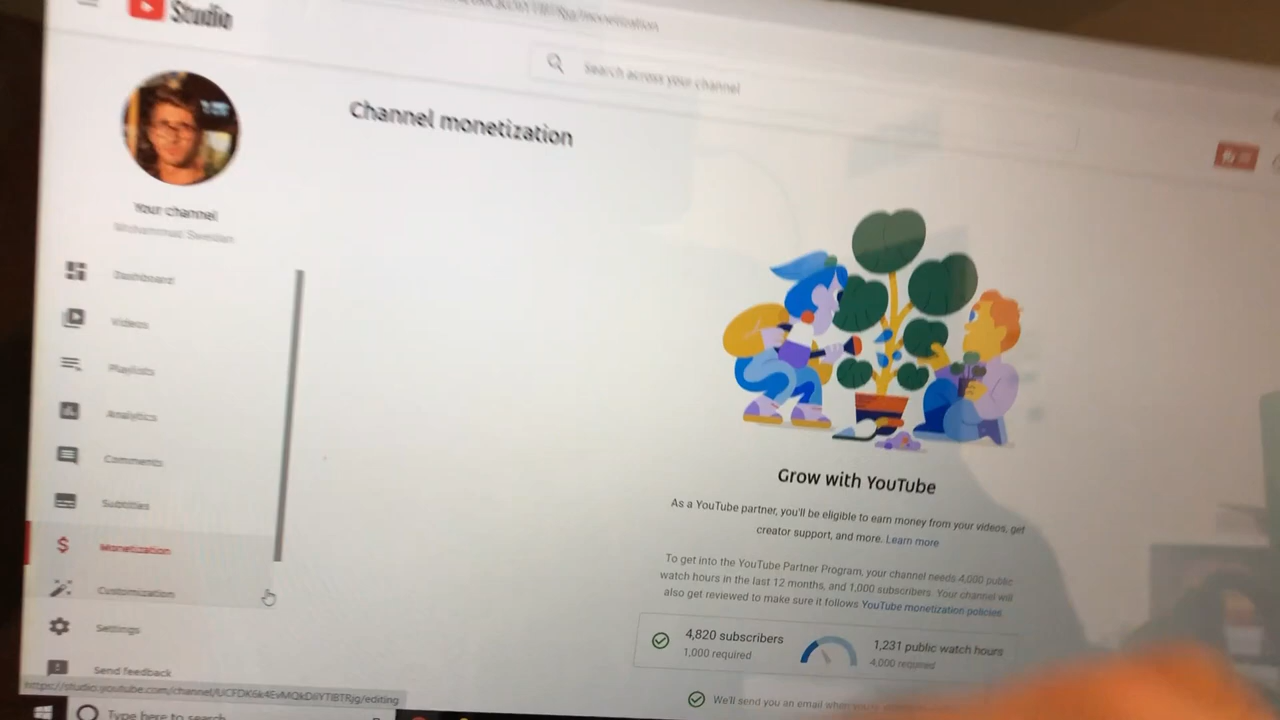 Studio
Search across your channel
Channel monetization
Your channel
Dashboard
Videos
Playlists
Analytics
Comments
Subtitles
Monetization
Customization
Settings
Send feedback
Grow with YouTube
As a YouTube partner, you'll be eligible to earn money from your videos, get
creator support, and more. Learn more
To get into the YouTube Partner Program, your channel needs 4,000 public
watch hours in the last 12 months, and 1,000 subscribers. Your channel will
also get reviewed to make sure it follows YouTube monetization policies.
4,820 subscribers
1,000 required
1,231 public watch hours
4,000 required
We'll send you an email when
Type here to search